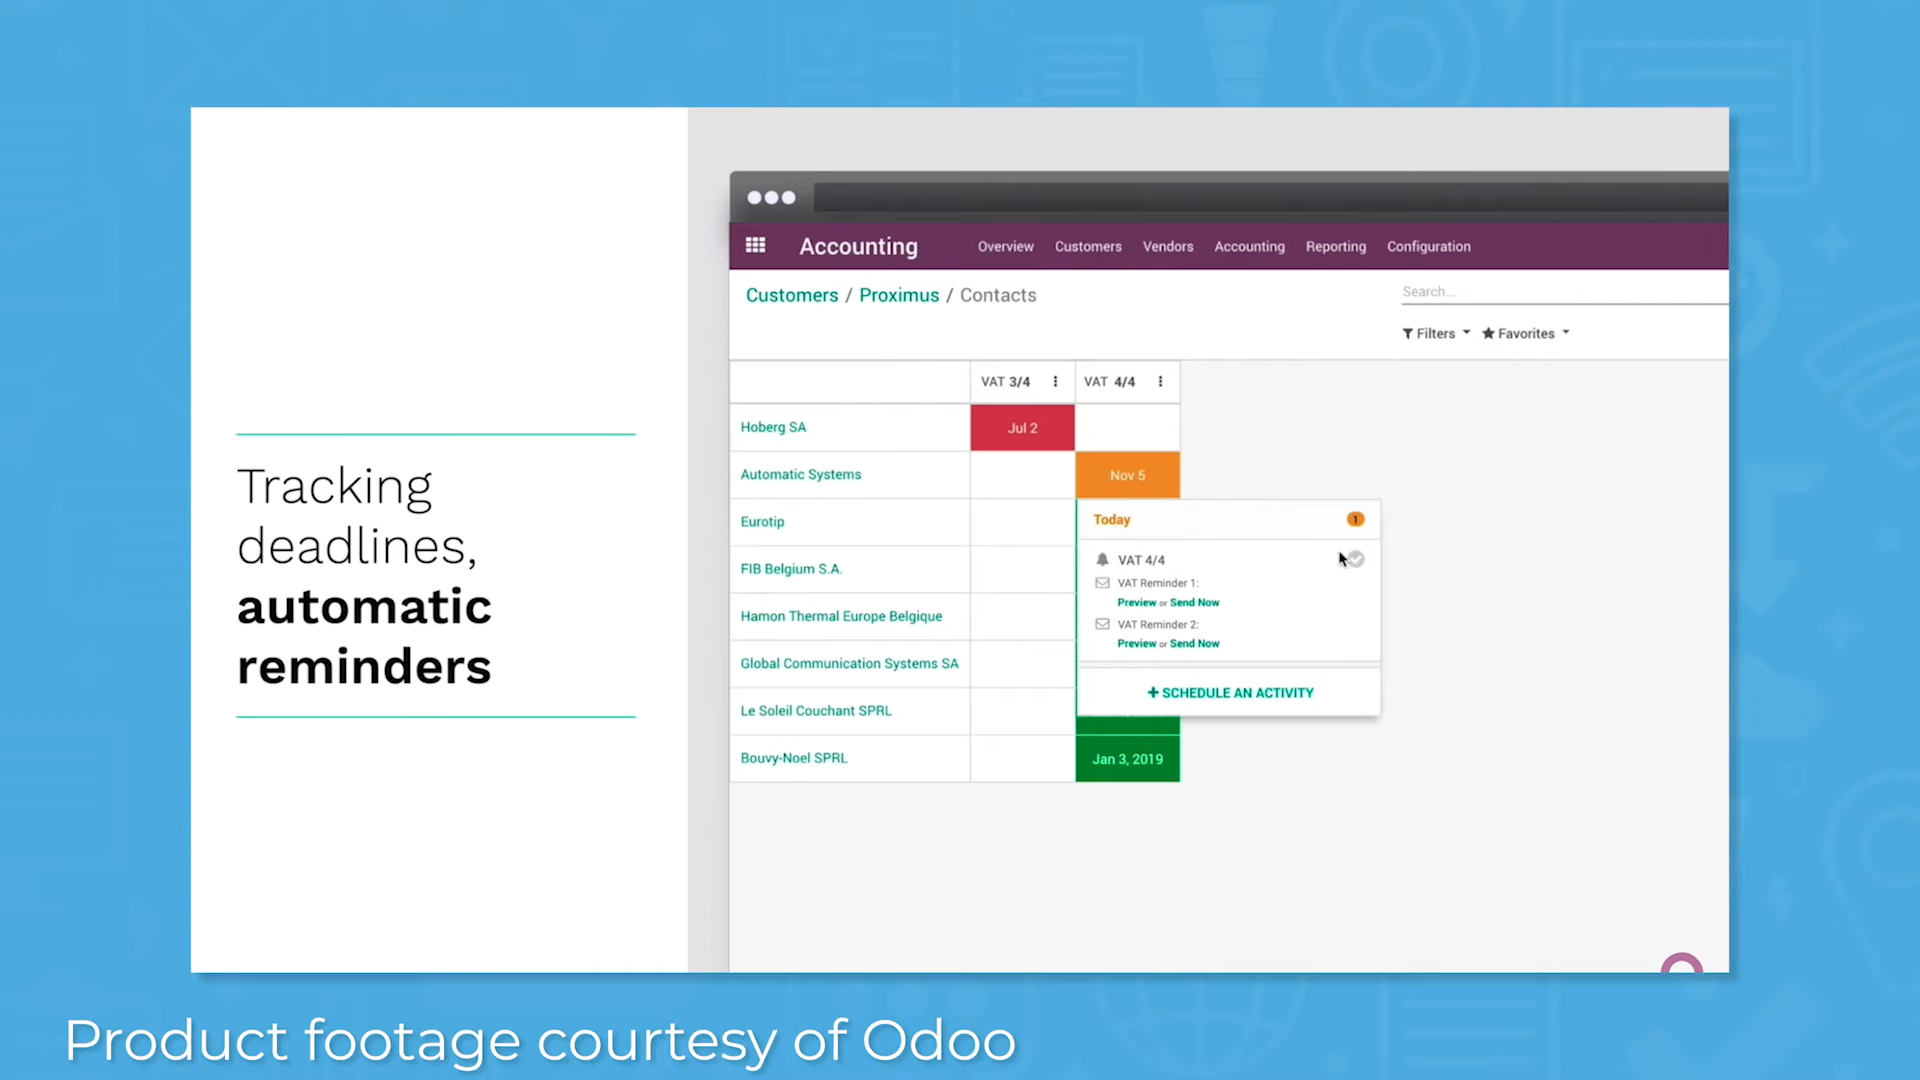 Tracking
deadlines,
automatic
reminders
Accounting
Overview Customers Vendors Accounting Reporting Configuration
Customers / Proximus / Contacts
Search...
Filters Favorites
VAT 3/4 VAT 4/4
Hoberg SA Jul 2
Automatic Systems Nov 5
Eurotip
FIB Belgium S.A.
Hamon Thermal Europe Belgique
Global Communication Systems SA
Le Soleil Couchant SPRL
Bouvy-Noel SPRL Jan 3, 2019
Today 1
VAT 4/4
VAT Reminder 1:
Preview or Send Now
VAT Reminder 2:
Preview or Send Now
+ SCHEDULE AN ACTIVITY
Product footage courtesy of Odoo